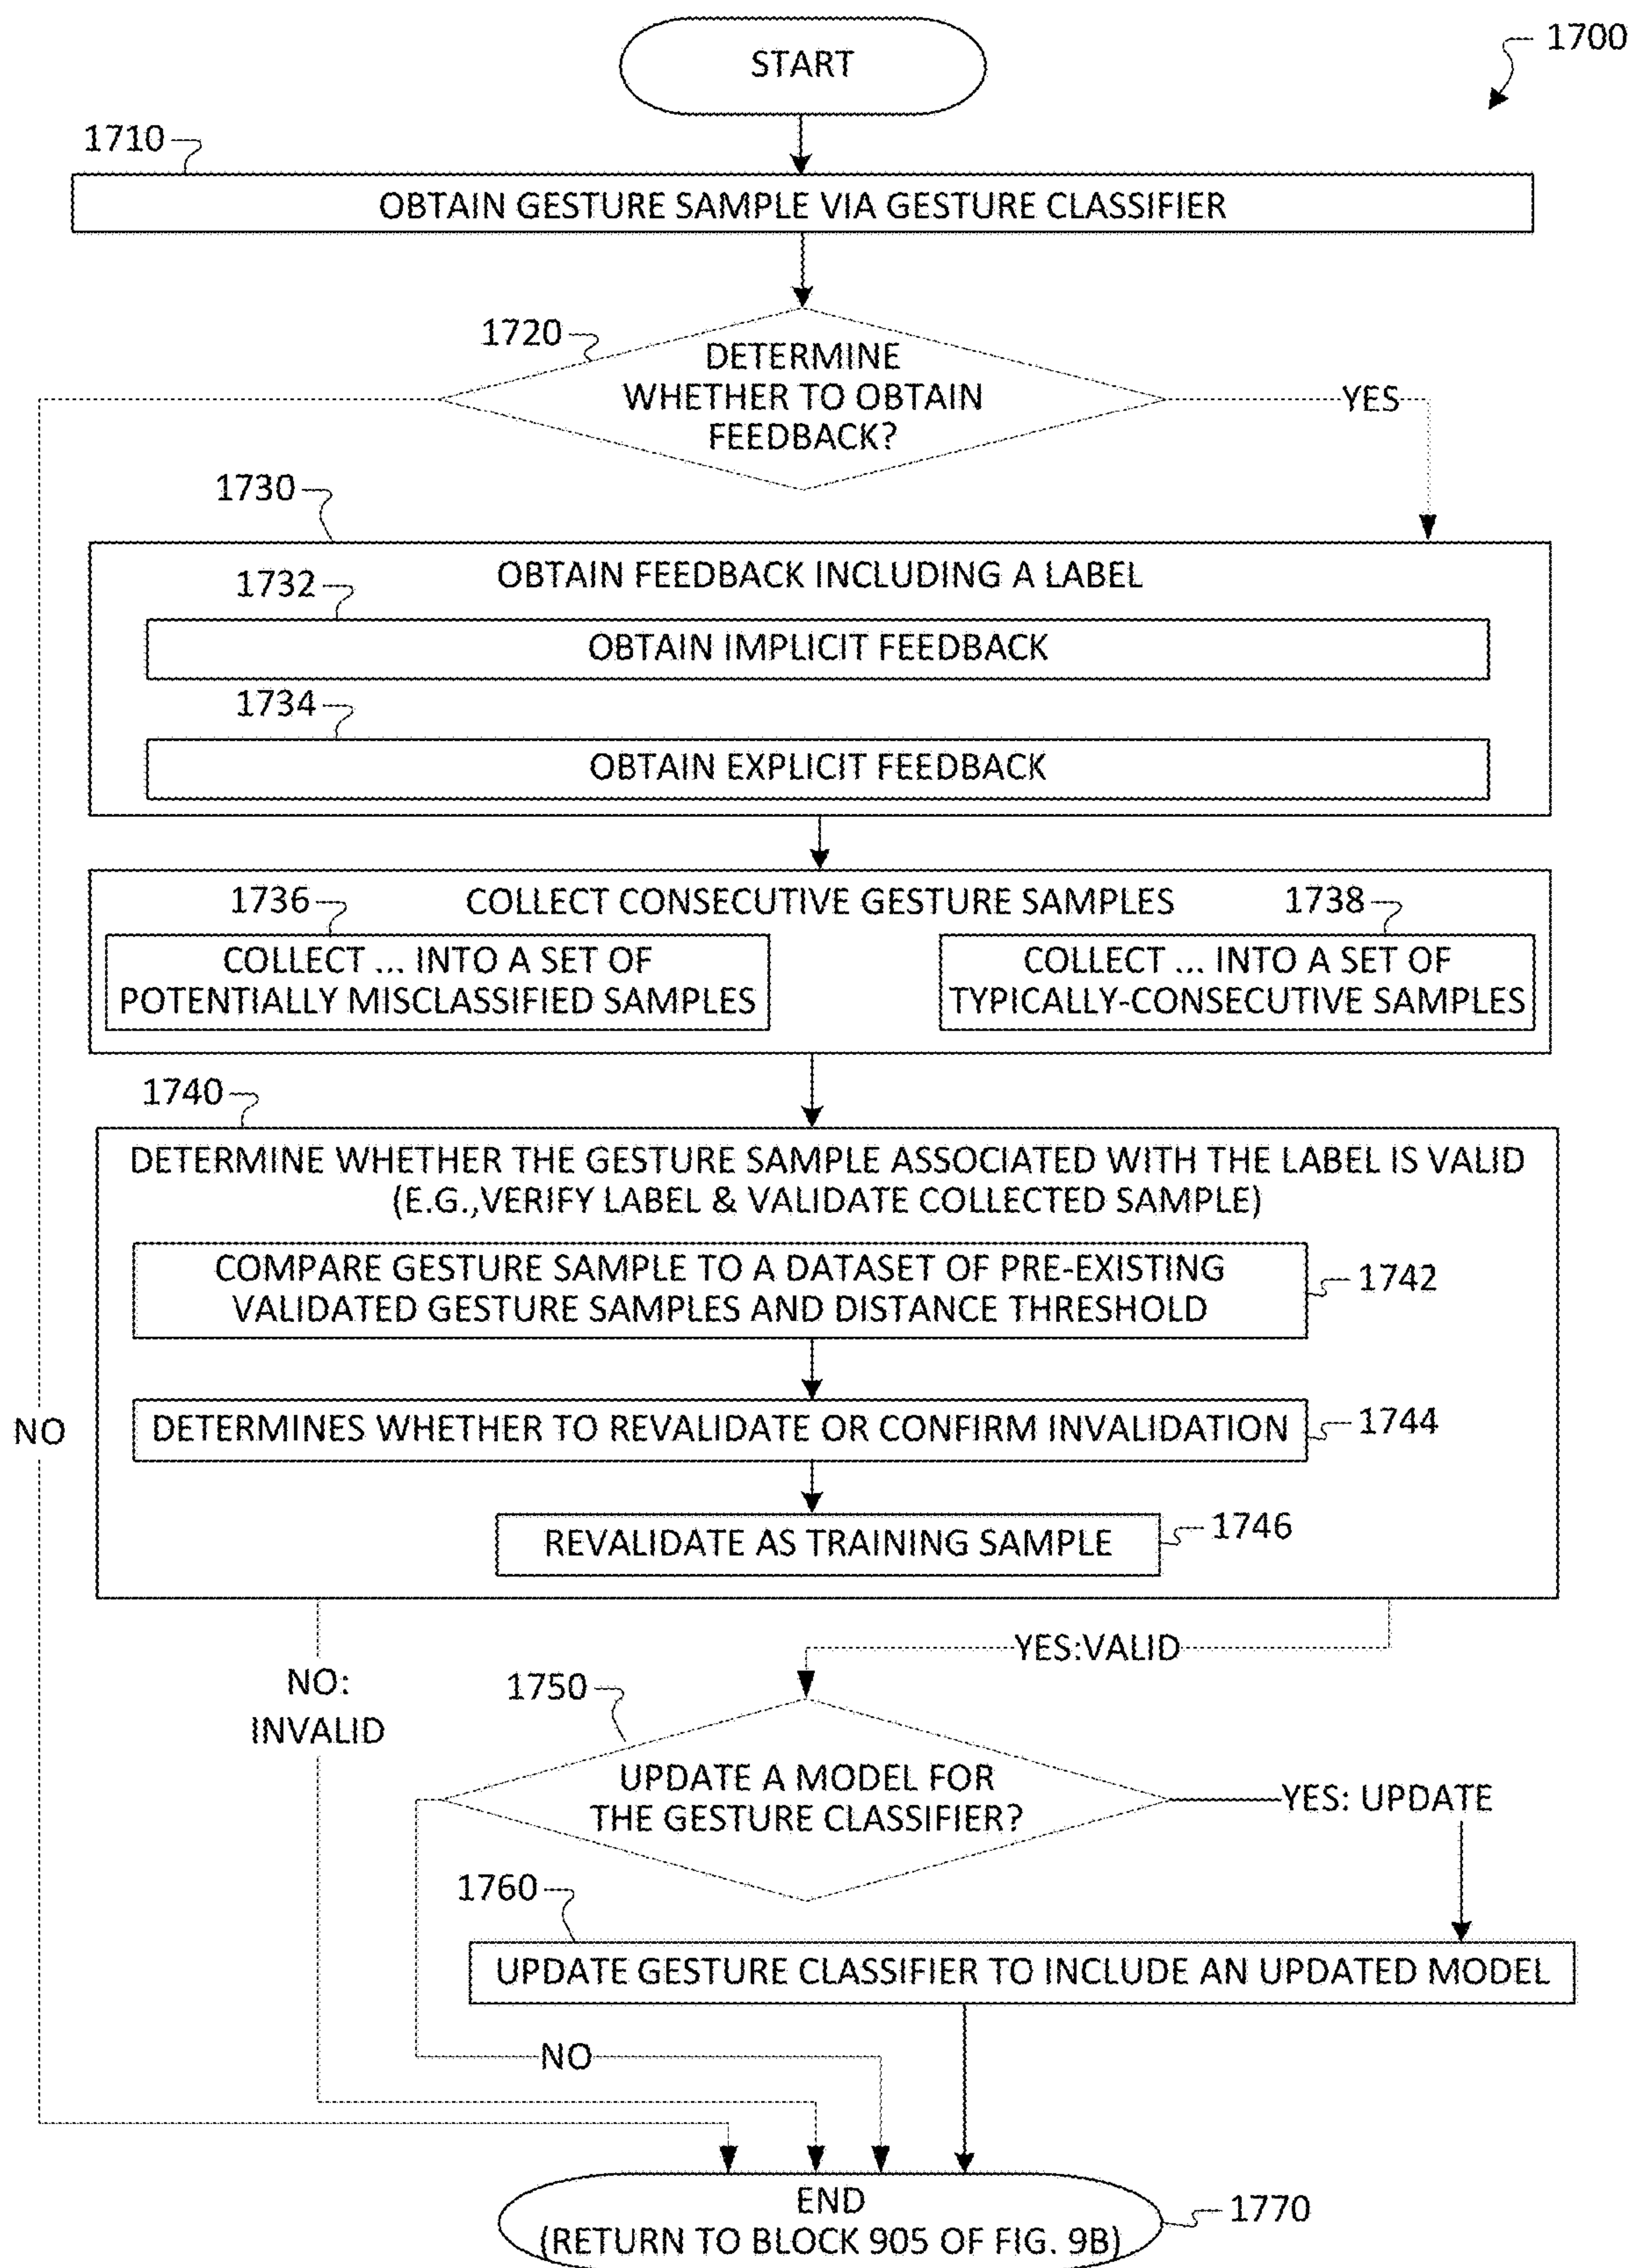 START
1700
1710
OBTAIN GESTURE SAMPLE VIA GESTURE CLASSIFIER
1720
DETERMINE
WHETHER TO OBTAIN
FEEDBACK?
YES
1730
OBTAIN FEEDBACK INCLUDING A LABEL
1732
OBTAIN IMPLICIT FEEDBACK
1734
OBTAIN EXPLICIT FEEDBACK
COLLECT CONSECUTIVE GESTURE SAMPLES
1736
COLLECT ... INTO A SET OF
POTENTIALLY MISCLASSIFIED SAMPLES
1738
COLLECT ... INTO A SET OF
TYPICALLY-CONSECUTIVE SAMPLES
1740
DETERMINE WHETHER THE GESTURE SAMPLE ASSOCIATED WITH THE LABEL IS VALID
(E.G.,VERIFY LABEL & VALIDATE COLLECTED SAMPLE)
COMPARE GESTURE SAMPLE TO A DATASET OF PRE-EXISTING
VALIDATED GESTURE SAMPLES AND DISTANCE THRESHOLD
1742
DETERMINES WHETHER TO REVALIDATE OR CONFIRM INVALIDATION
1744
REVALIDATE AS TRAINING SAMPLE
1746
NO
NO:
INVALID
YES:VALID
1750
UPDATE A MODEL FOR
THE GESTURE CLASSIFIER?
YES: UPDATE
1760
UPDATE GESTURE CLASSIFIER TO INCLUDE AN UPDATED MODEL
NO
END
(RETURN TO BLOCK 905 OF FIG. 9B)
1770